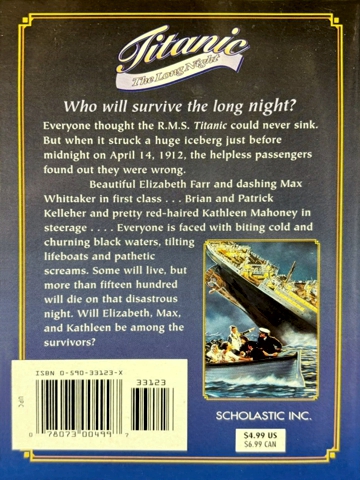 Titanic
The Long Night
Who will survive the long night?
Everyone thought the R.M.S. Titanic could never sink.
But when it struck a huge iceberg just before
midnight on April 14, 1912, the helpless passengers
found out they were wrong.
Beautiful Elizabeth Farr and dashing Max
Whittaker in first class . . . Brian and Patrick
Kelleher and pretty red-haired Kathleen Mahoney in
steerage . . . . Everyone is faced with biting cold and
churning black waters, tilting
lifeboats and pathetic
screams. Some will live, but
more than fifteen hundred
will die on that disastrous
night. Will Elizabeth, Max,
and Kathleen be among the
survivors?
ISBN 0-590-33123-X
33123
UPC
0 78073 00499 7
SCHOLASTIC INC.
$4.99 US
$6.99 CAN